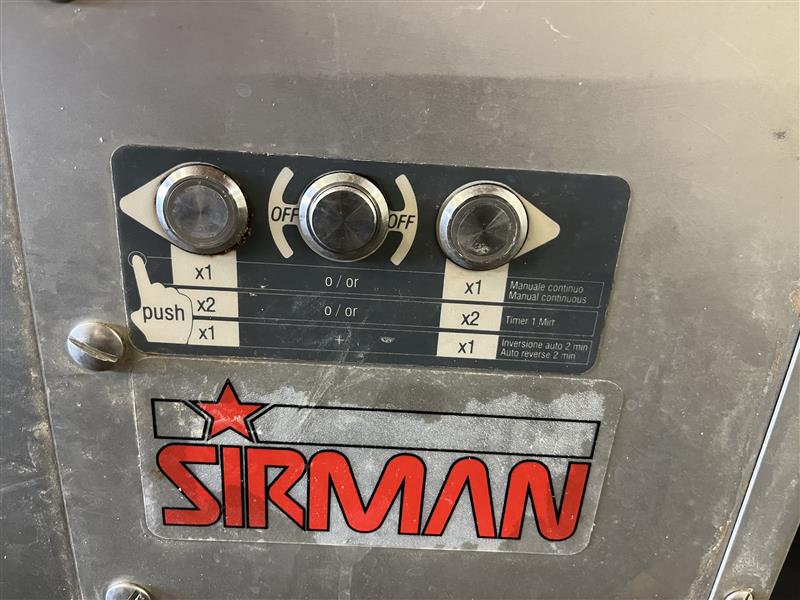 OFF OFF
push
x1 o / or x1 Manuale continuo
Manual continuous
x2 o / or x2 Timer 1 Min
x1 + x1 Inversione auto 2 min
Auto reverse 2 min
SIRMAN